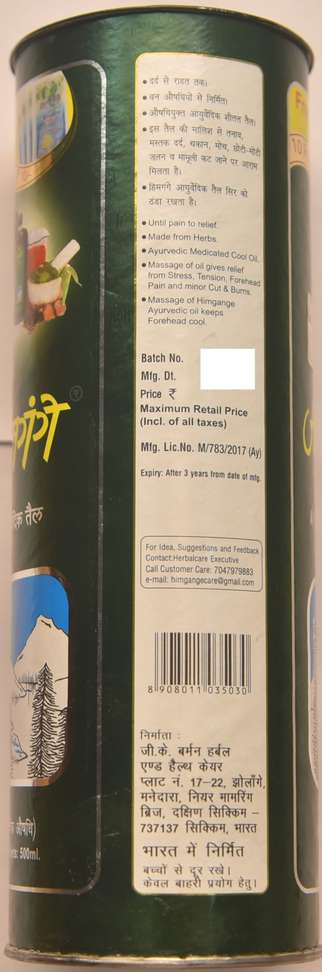 • दर्द से राहत तक।
• वन औषधियों से निर्मित।
• औषधियुक्त आयुर्वेदिक शीतल तैल।
• इस तैल की मालिश से तनाव,
मस्तक दर्द, थकान, मोच, छोटी-मोटी
जलन व मामूली कट जाने पर आराम
मिलता है।
• हिमगंगे आयुर्वेदिक तैल सिर को
ठंडा रखता है।
• Until pain to relief.
• Made from Herbs.
• Ayurvedic Medicated Cool Oil.
• Massage of oil gives relief
from Stress, Tension, Forehead
Pain and minor Cut & Burns.
• Massage of Himgange
Ayurvedic oil keeps
Forehead cool.
Batch No.
Mfg. Dt.
Price ₹
Maximum Retail Price
(Incl. of all taxes)
Mfg. Lic.No. M/783/2017 (Ay)
Expiry: After 3 years from date of mfg.
For Idea, Suggestions and Feedback
Contact:Herbalcare Executive
Call Customer Care: 7047979883
e-mail: himgangecare@gmail.com
8 908011 035030
निर्माता :
जी.के. बर्मन हर्बल
एण्ड हैल्थ केयर
प्लाट नं. 17-22, झोलाँगे,
मनेदारा, नियर मामरिंग
ब्रिज, दक्षिण सिक्किम –
737137 सिक्किम, भारत
भारत में निर्मित
बच्चों से दूर रखें।
केवल बाहरी प्रयोग हेतु।
गंगे
®
तैल
500ml.